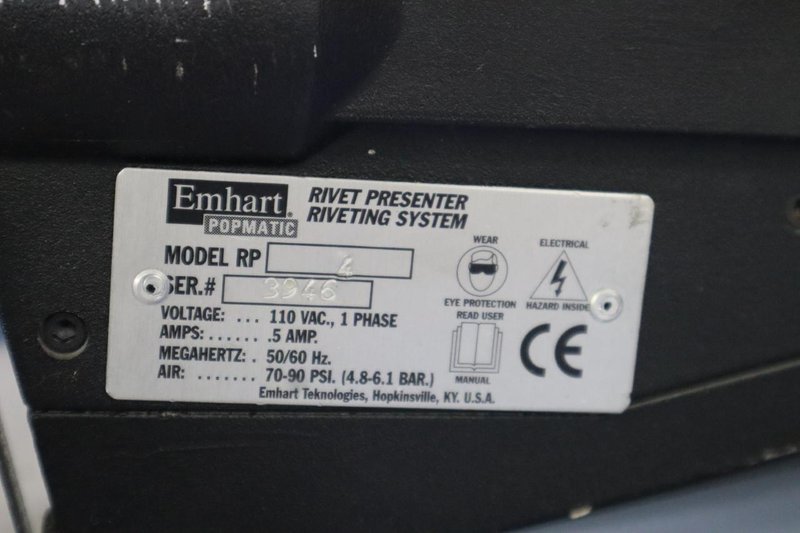 Emhart®
POPMATIC
RIVET PRESENTER
RIVETING SYSTEM
MODEL RP 4
SER.# 3946
VOLTAGE: ... 110 VAC., 1 PHASE
AMPS: ...... .5 AMP.
MEGAHERTZ: . 50/60 Hz.
AIR: ....... 70-90 PSI. (4.8-6.1 BAR.)
Emhart Teknologies, Hopkinsville, KY. U.S.A.
WEAR
EYE PROTECTION
ELECTRICAL
HAZARD INSIDE
READ USER
MANUAL
CE